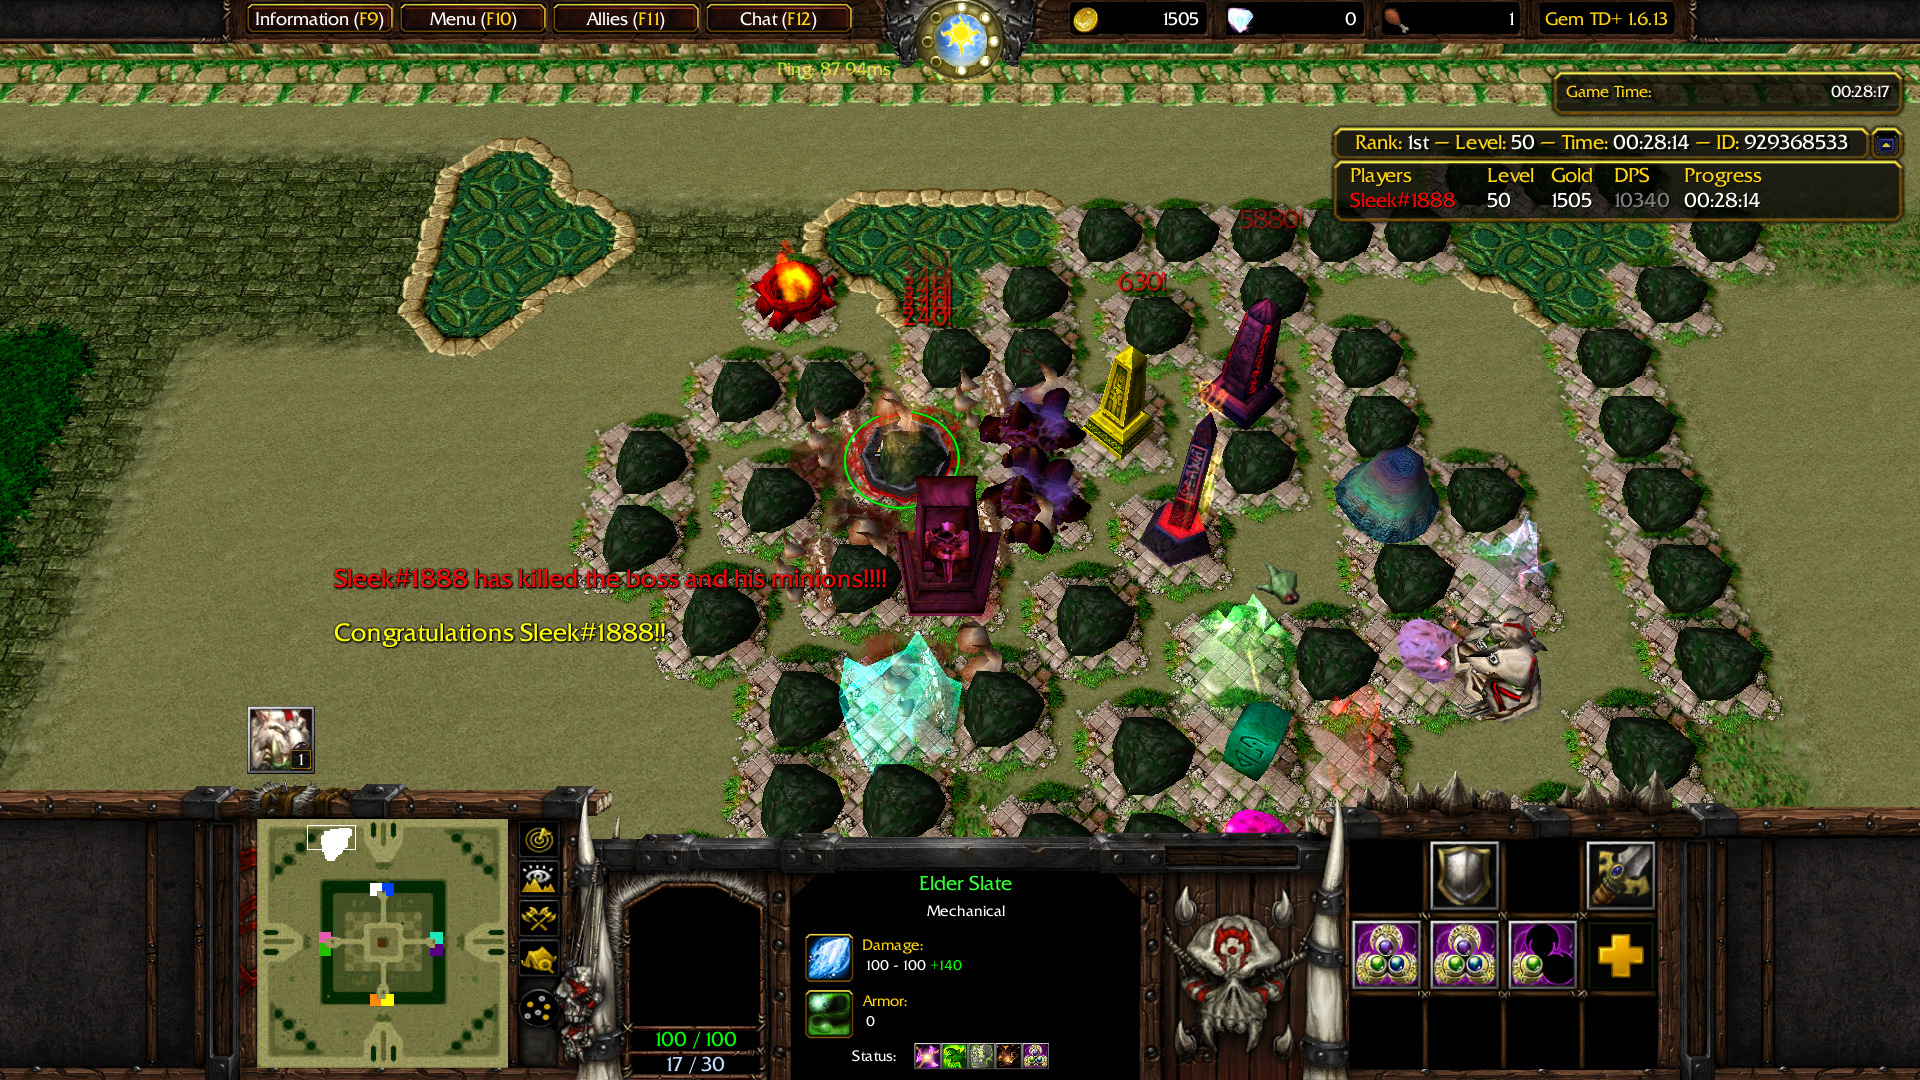 Information (F9) Menu (F10) Allies (F11) Chat (F12) 1505 0 1 Gem TD+ 1.6.13
Ping: 87.94ms
Game Time: 00:28:17
Rank: 1st – Level: 50 – Time: 00:28:14 – ID: 929368533
Players Level Gold DPS Progress
Sleek#1888 50 1505 10340 00:28:14
5880!
630!
240!
Sleek#1888 has killed the boss and his minions!!!!
Congratulations Sleek#1888!!
1
Elder Slate
Mechanical
Damage:
100 - 100 +140
Armor:
0
Status:
100 / 100
17 / 30